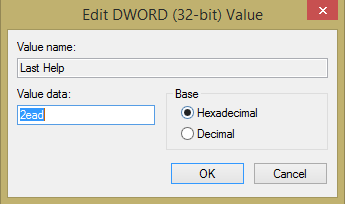 Edit DWORD (32-bit) Value
Value name:
Last Help
Value data:
2ead
Base
Hexadecimal
Decimal
OK
Cancel